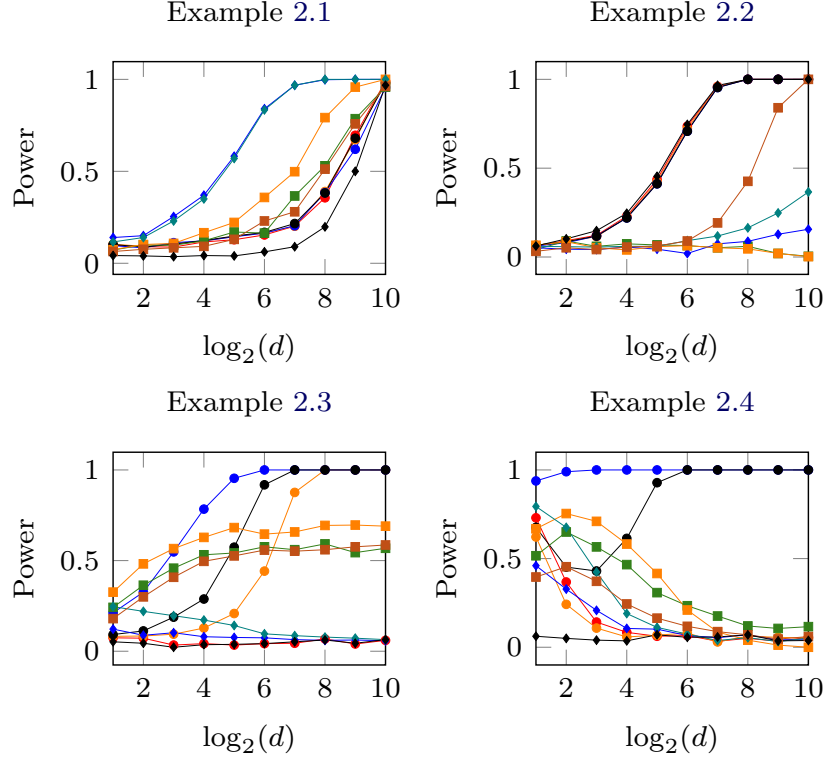 Example 2.1
Example 2.2
1
0.5
0
Power
2 4 6 8 10
log₂(d)
1
0.5
0
Power
2 4 6 8 10
log₂(d)
Example 2.3
Example 2.4
1
0.5
0
Power
2 4 6 8 10
log₂(d)
1
0.5
0
Power
2 4 6 8 10
log₂(d)